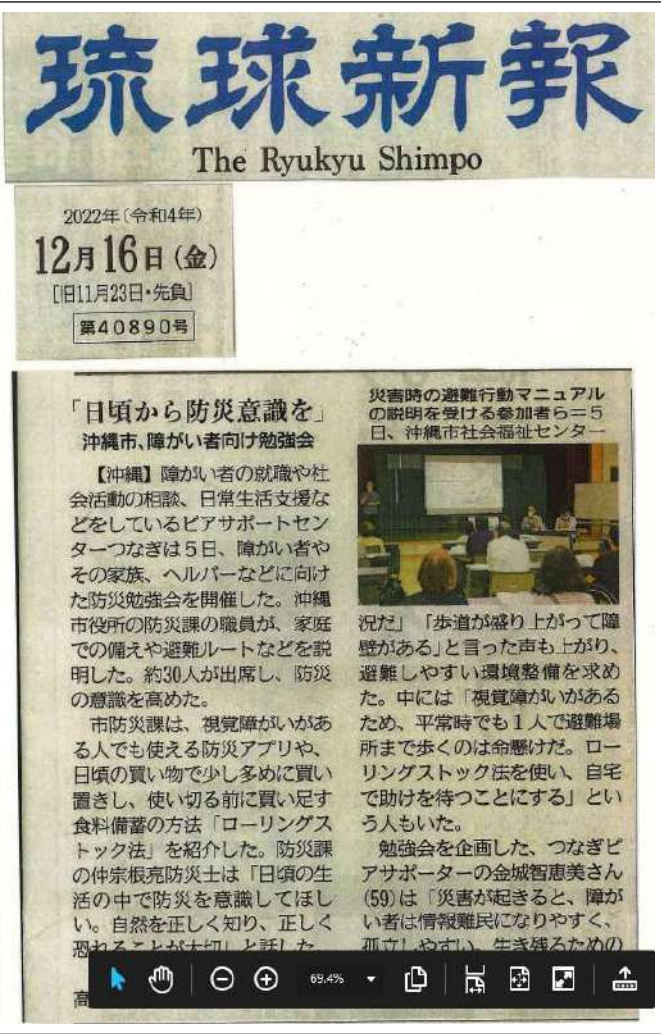 琉球新報
The Ryukyu Shimpo
2022年(令和4年)
12月16日(金)
[旧11月23日・先負]
第40890号
「日頃から防災意識を」
沖縄市、障がい者向け勉強会
【沖縄】障がい者の就職や社
会活動の相談、日常生活支援な
どをしているピアサポートセン
ターつなぎは5日、障がい者や
その家族、ヘルパーなどに向け
た防災勉強会を開催した。沖縄
市役所の防災課の職員が、家庭
での備えや避難ルートなどを説
明した。約30人が出席し、防災
の意識を高めた。
市防災課は、視覚障がいがあ
る人でも使える防災アプリや、
日頃の買い物で少し多めに買い
置きし、使い切る前に買い足す
食料備蓄の方法「ローリングス
トック法」を紹介した。防災課
の仲宗根亮防災士は「日頃の生
活の中で防災を意識してほし
い。自然を正しく知り、正しく
恐れることが大切」と話した。
高
災害時の避難行動マニュアル
の説明を受ける参加者ら=5
日、沖縄市社会福祉センター
況だ」「歩道が盛り上がって障
壁がある」と言った声も上がり、
避難しやすい環境整備を求め
た。中には「視覚障がいがある
ため、平常時でも1人で避難場
所まで歩くのは命懸けだ。ロー
リングストック法を使い、自宅
で助けを待つことにする」とい
う人もいた。
勉強会を企画した、つなぎピ
アサポーターの金城智恵美さん
(59)は「災害が起きると、障が
い者は情報難民になりやすく、
孤立しやすい。生き残るための
69.4%